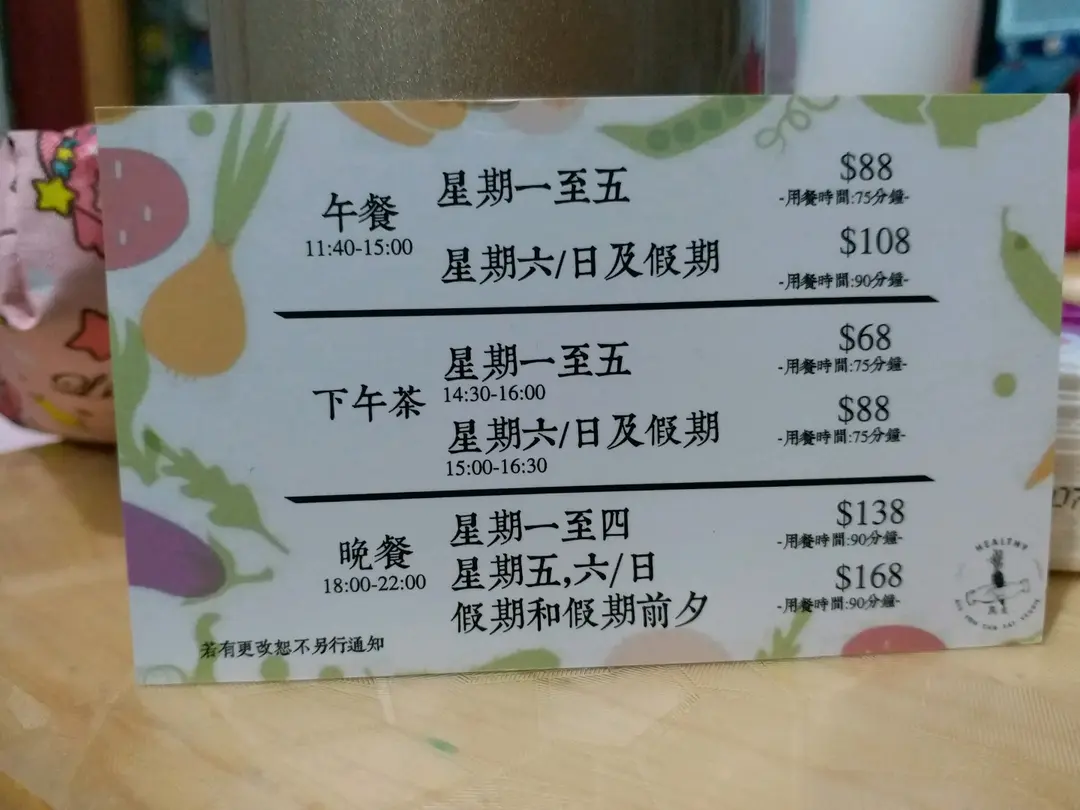 午餐
11:40-15:00
星期一至五
$88
-用餐時間:75分鐘-
星期六/日及假期
$108
-用餐時間:90分鐘-
下午茶
星期一至五
14:30-16:00
$68
-用餐時間:75分鐘-
星期六/日及假期
15:00-16:30
$88
-用餐時間:75分鐘-
晚餐
18:00-22:00
星期一至四
$138
-用餐時間:90分鐘-
星期五,六/日
假期和假期前夕
$168
-用餐時間:90分鐘-
若有更改恕不另行通知
HEALTHY